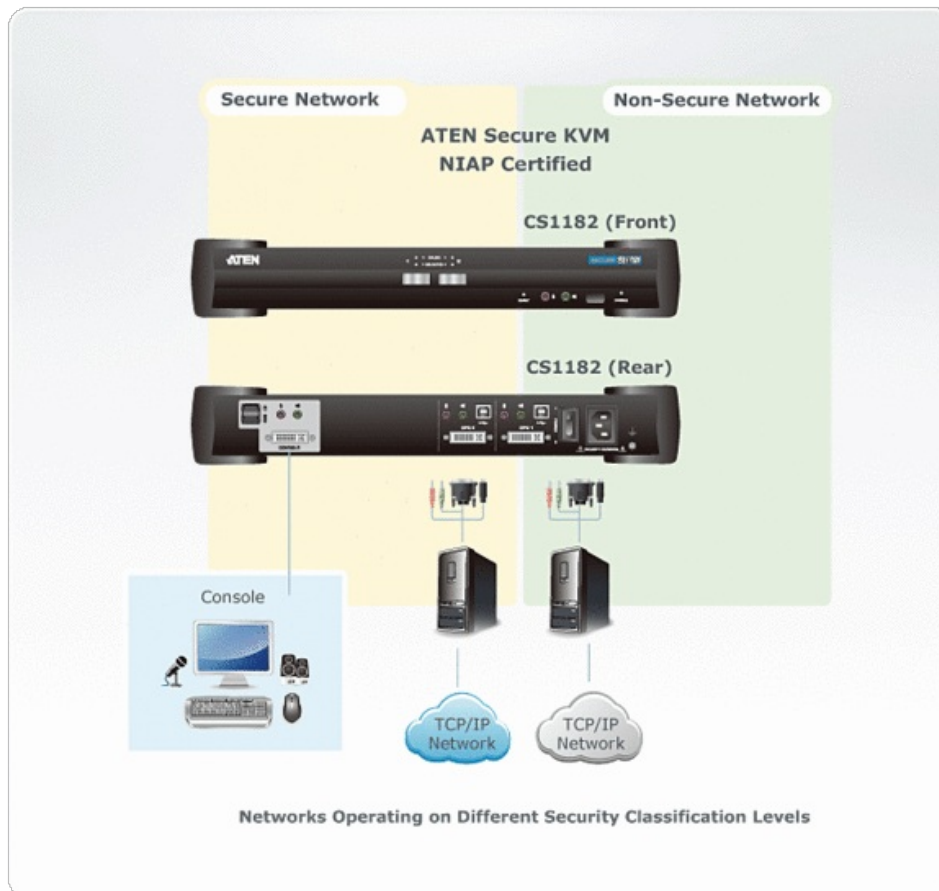 Secure Network
Non-Secure Network
ATEN Secure KVM
NIAP Certified
CS1182 (Front)
ATEN
CS1182 (Rear)
CONSOLE
Console
TCP/IP
Network
TCP/IP
Network
Networks Operating on Different Security Classification Levels